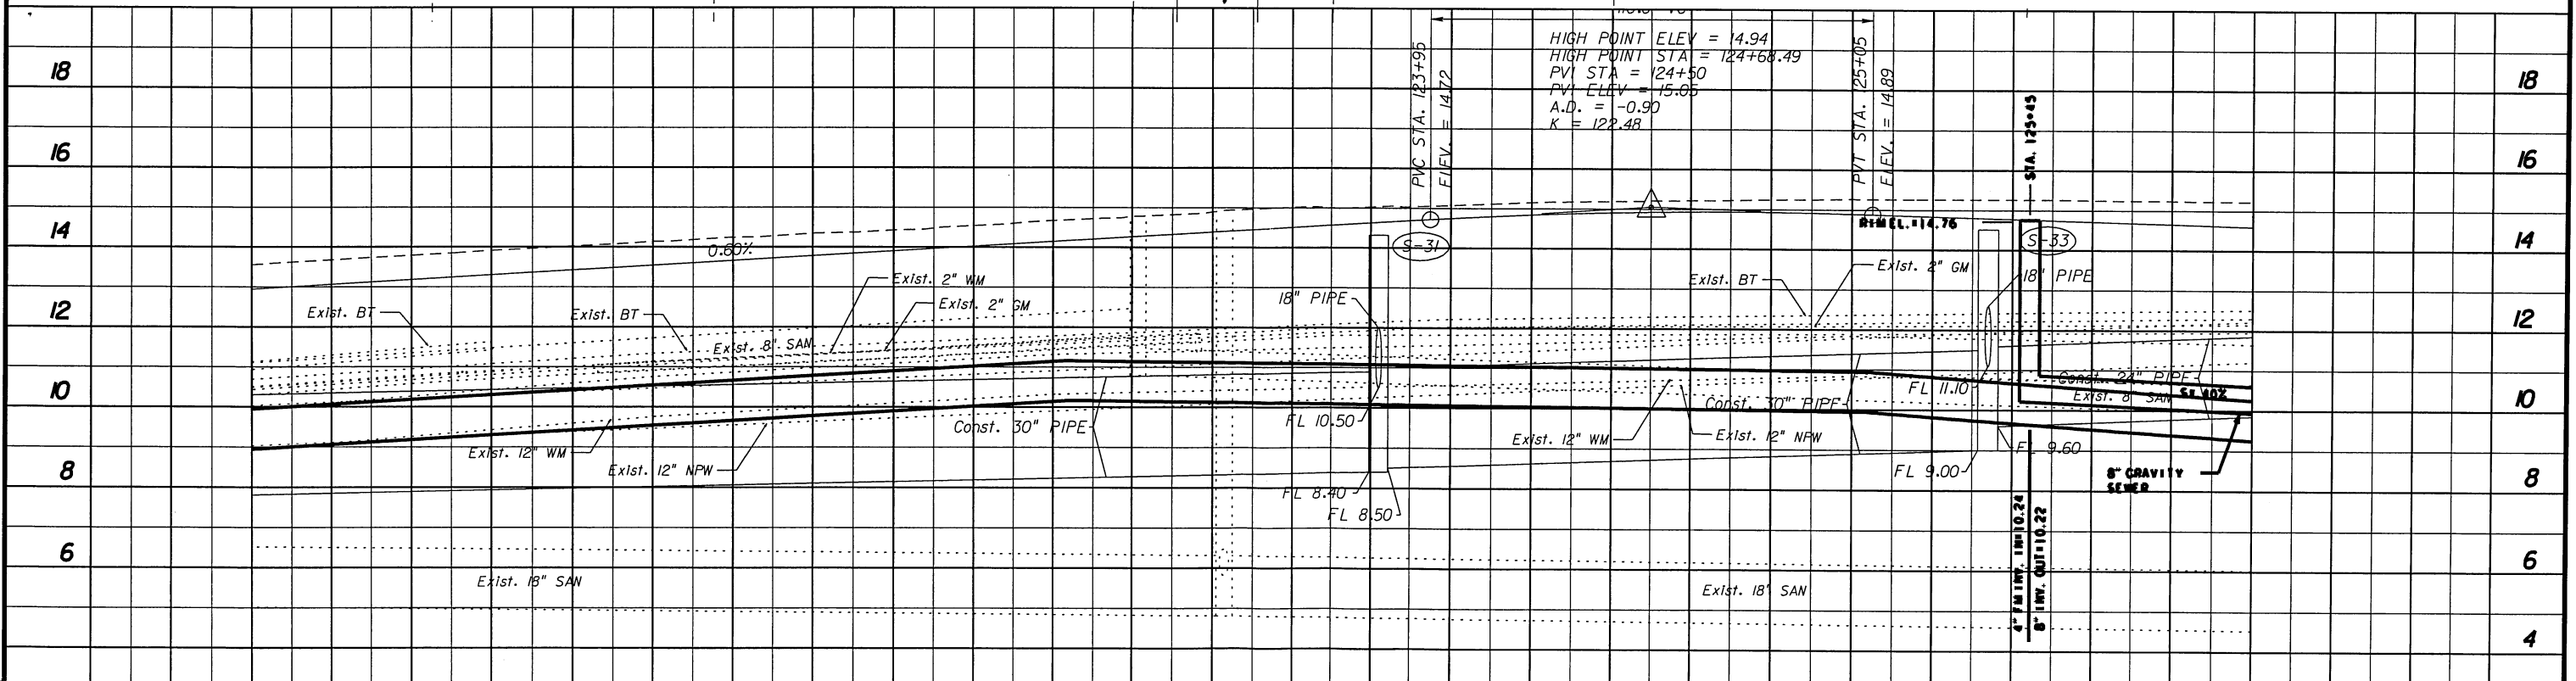 HIGH POINT ELEV = 14.94
HIGH POINT STA = 124+68.49
PVI STA = 124+50
PVI ELEV = 15.05
A.D. = -0.90
K = 122.48
PVC STA. 123+95
ELEV. = 14.72
PVT STA. 125+05
ELEV. = 14.89
STA. 125+45
18
18
16
16
14
14
12
12
10
10
8
8
6
6
4
RIM EL.=14.76
S-31
S-33
0.60%
Exist. 2" WM
Exist. 2" GM
Exist. BT
Exist. BT
Exist. 8" SAN
18" PIPE
Exist. BT
Exist. 2" GM
18" PIPE
Const. 24" PIPE
Exist. 8" SAN
FL 11.10
FL 10.50
Const. 30" PIPE
Const. 30" PIPE
Exist. 12" WM
Exist. 12" NPW
Exist. 12" WM
Exist. 12" NPW
FL 9.60
FL 9.00
FL 8.40
FL 8.50
8" GRAVITY
SEWER
4" FM INV. IN=10.24
8" INV. OUT=10.22
Exist. 18" SAN
Exist. 18" SAN